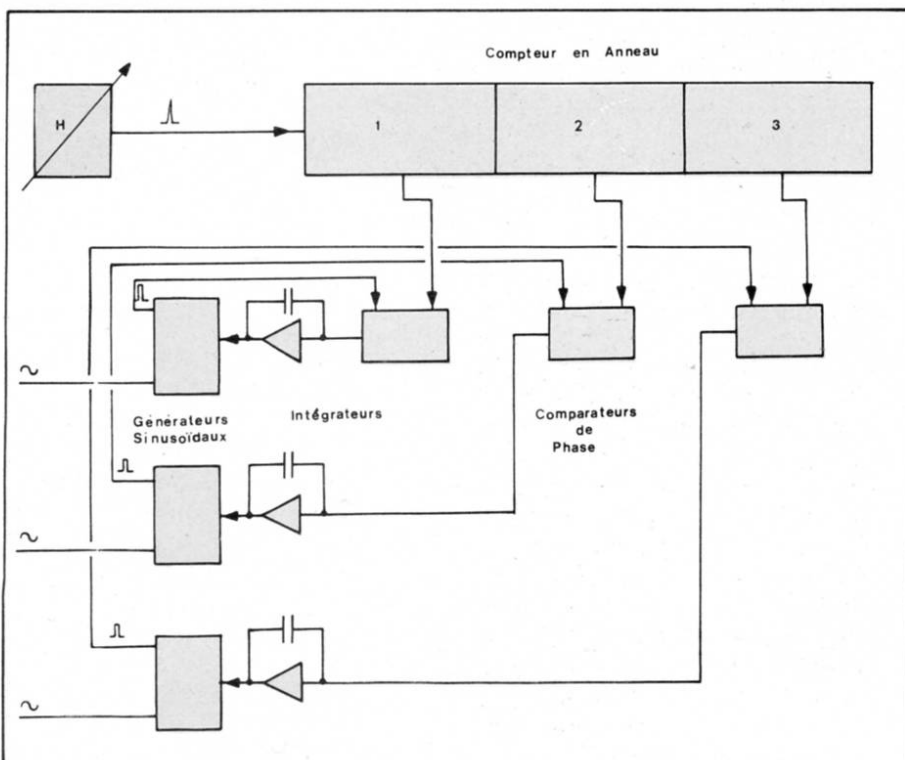 Compteur en Anneau
H
1
2
3
Générateurs
Sinusoïdaux
Intégrateurs
Comparateurs
de
Phase